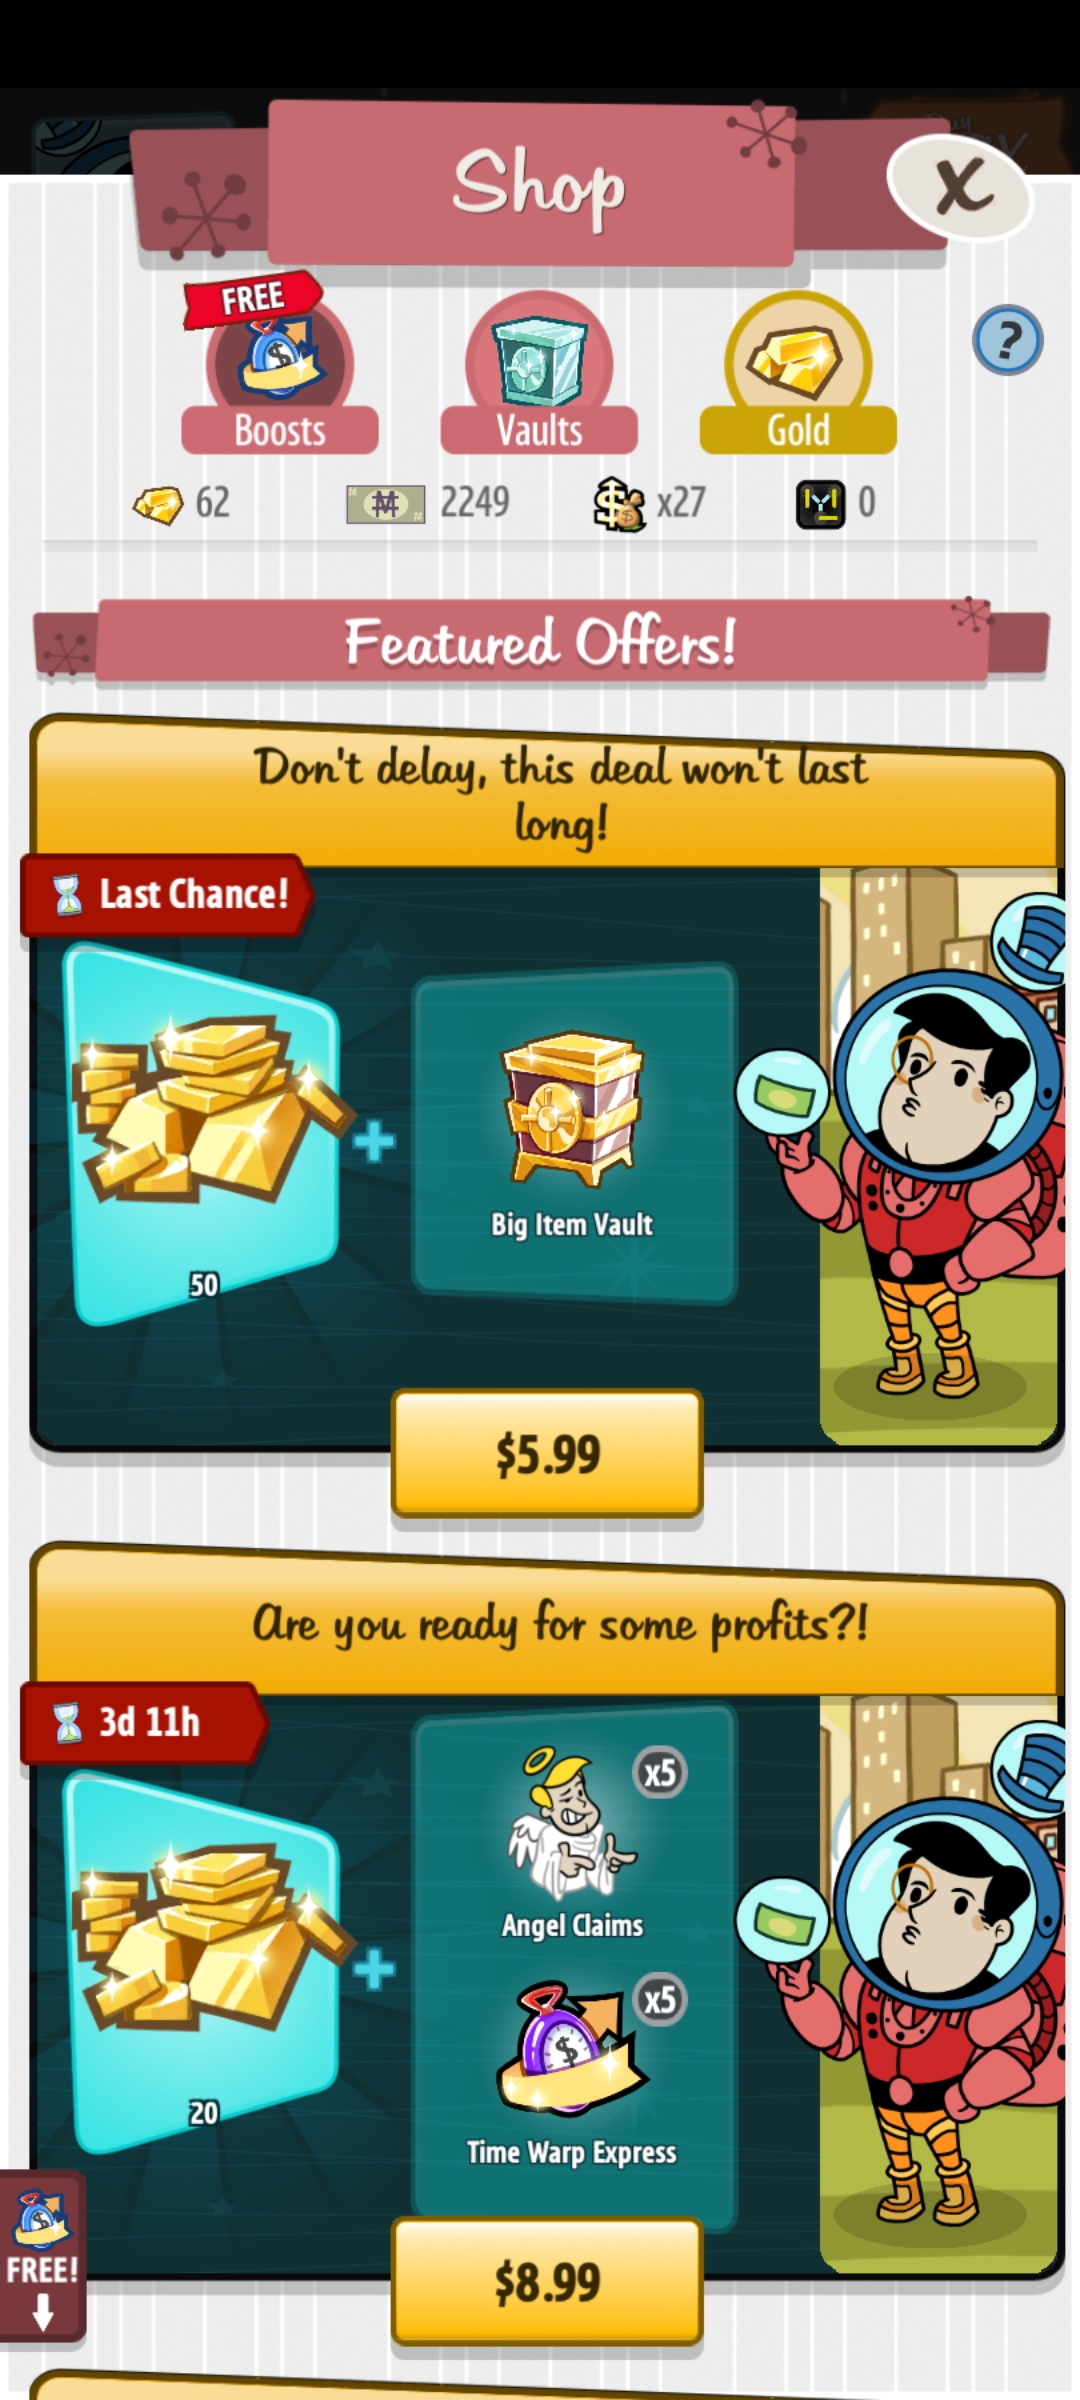 Shop
X
FREE
?
Boosts
Vaults
Gold
62
2249
x27
0
Featured Offers!
Don't delay, this deal won't last
long!
Last Chance!
50
Big Item Vault
$5.99
Are you ready for some profits?!
3d 11h
x5
Angel Claims
x5
Time Warp Express
20
FREE!
$8.99